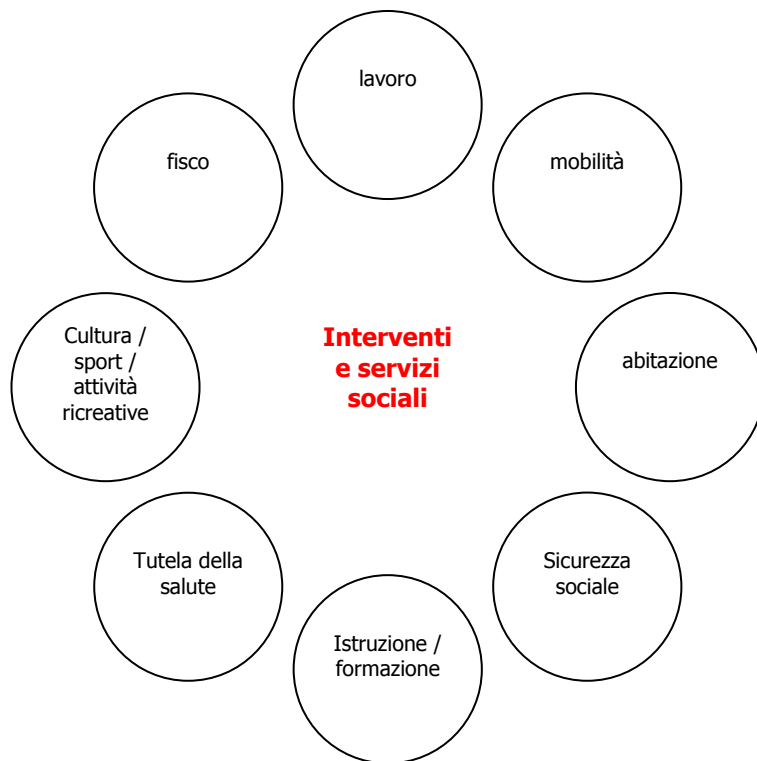 lavoro
fisco
mobilità
Cultura /
sport /
attività
ricreative
Interventi
e servizi
sociali
abitazione
Tutela della
salute
Sicurezza
sociale
Istruzione /
formazione